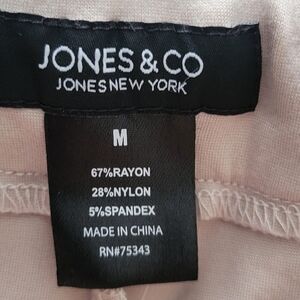 JONES & CO
JONES NEW YORK
M
67%RAYON
28%NYLON
5%SPANDEX
MADE IN CHINA
RN#75343